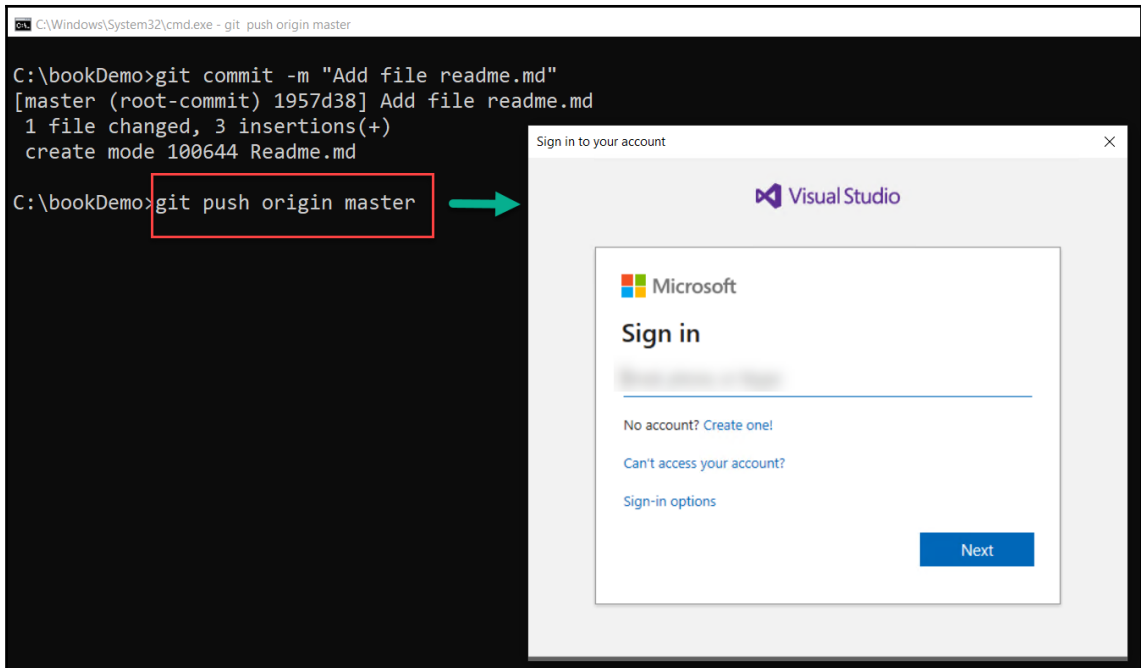 C:\Windows\System32\cmd.exe - git  push origin master
C:\bookDemo>git commit -m "Add file readme.md"
[master (root-commit) 1957d38] Add file readme.md
 1 file changed, 3 insertions(+)
 create mode 100644 Readme.md
C:\bookDemo>git push origin master
Sign in to your account
Visual Studio
Microsoft
Sign in
No account? Create one!
Can't access your account?
Sign-in options
Next